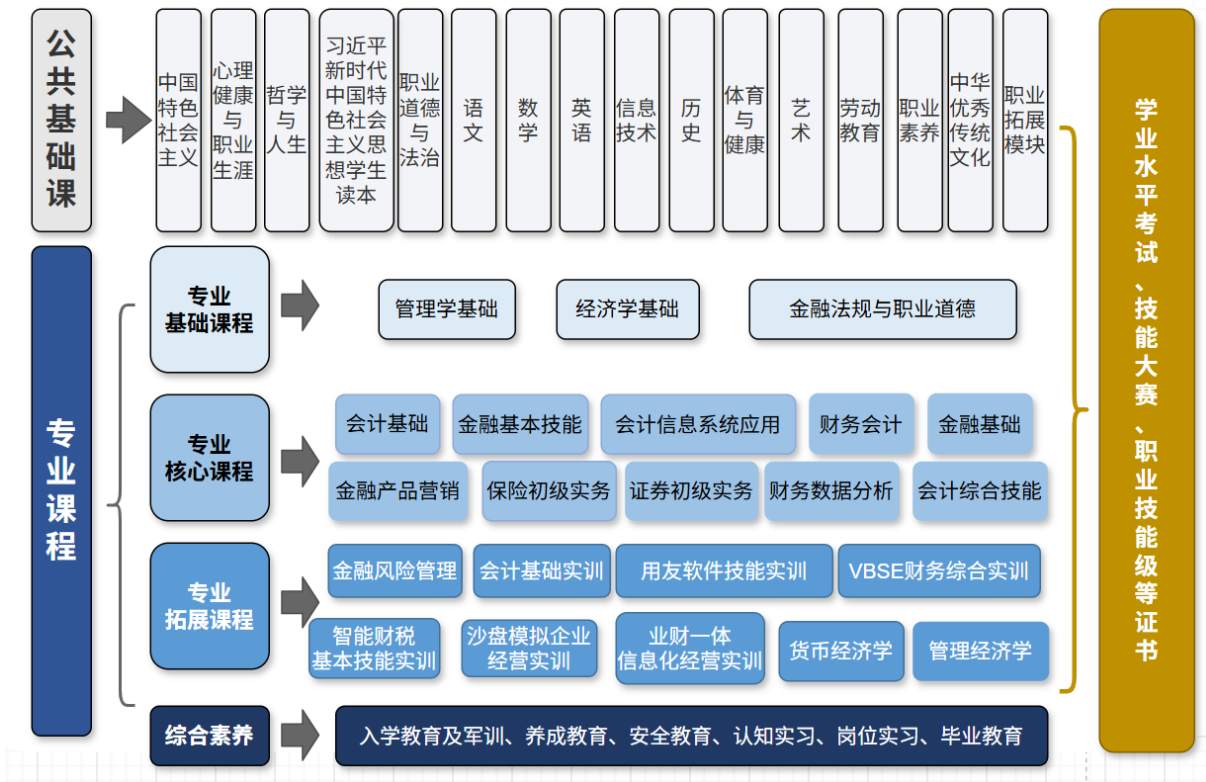 公
共
基
础
课
中国
特色
社会
主义
心理
健康
与
职业
生涯
哲学
与
人生
习近平
新时代
中国特
色社会
主义思
想学生
读本
职业
道德
与
法治
语
文
数
学
英
语
信息
技术
历
史
体育
与
健康
艺
术
劳动
教育
职业
素养
中华
优秀
传统
文化
职业
拓展
模块
专
业
课
程
专业
基础课程
管理学基础
经济学基础
金融法规与职业道德
专业
核心课程
会计基础
金融基本技能
会计信息系统应用
财务会计
金融基础
金融产品营销
保险初级实务
证券初级实务
财务数据分析
会计综合技能
专业
拓展课程
金融风险管理
会计基础实训
用友软件技能实训
VBSE财务综合实训
智能财税
基本技能实训
沙盘模拟企业
经营实训
业财一体
信息化经营实训
货币经济学
管理经济学
综合素养
入学教育及军训、养成教育、安全教育、认知实习、岗位实习、毕业教育
学业水平考试、技能大赛、职业技能级等证书